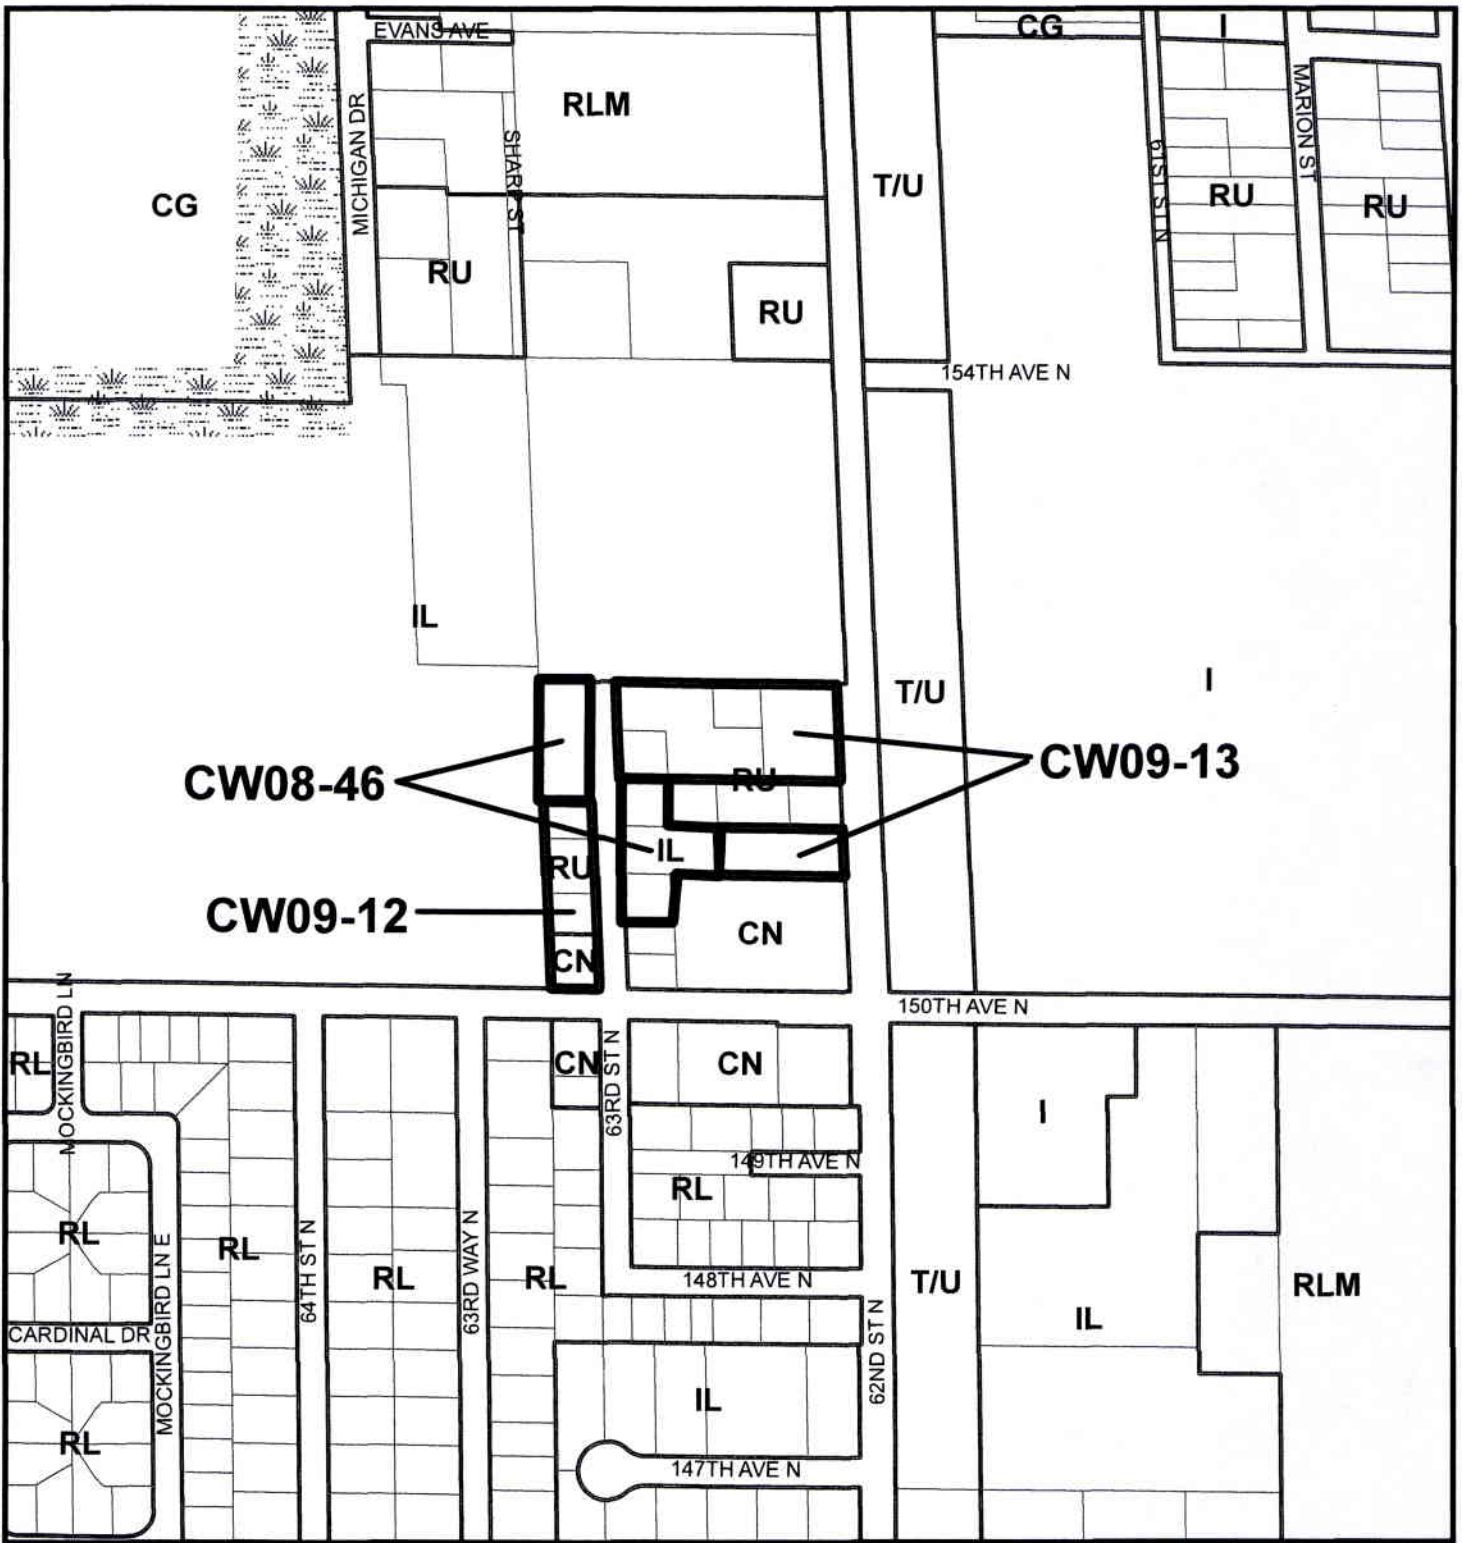 EVANS AVE
CG
I
RLM
MICHIGAN DR
SHARP ST
MARION ST
T/U
61ST ST N
CG
RU
RU
RU
RU
154TH AVE N
IL
T/U
I
CW08-46
CW09-13
RU
IL
RU
CW09-12
CN
CN
150TH AVE N
MOCKINGBIRD LN
RL
CN
63RD ST N
CN
I
149TH AVE N
RL
RL
RL
64TH ST N
RL
63RD WAY N
RL
148TH AVE N
T/U
RLM
IL
CARDINAL DR
MOCKINGBIRD LN E
62ND ST N
IL
RL
147TH AVE N